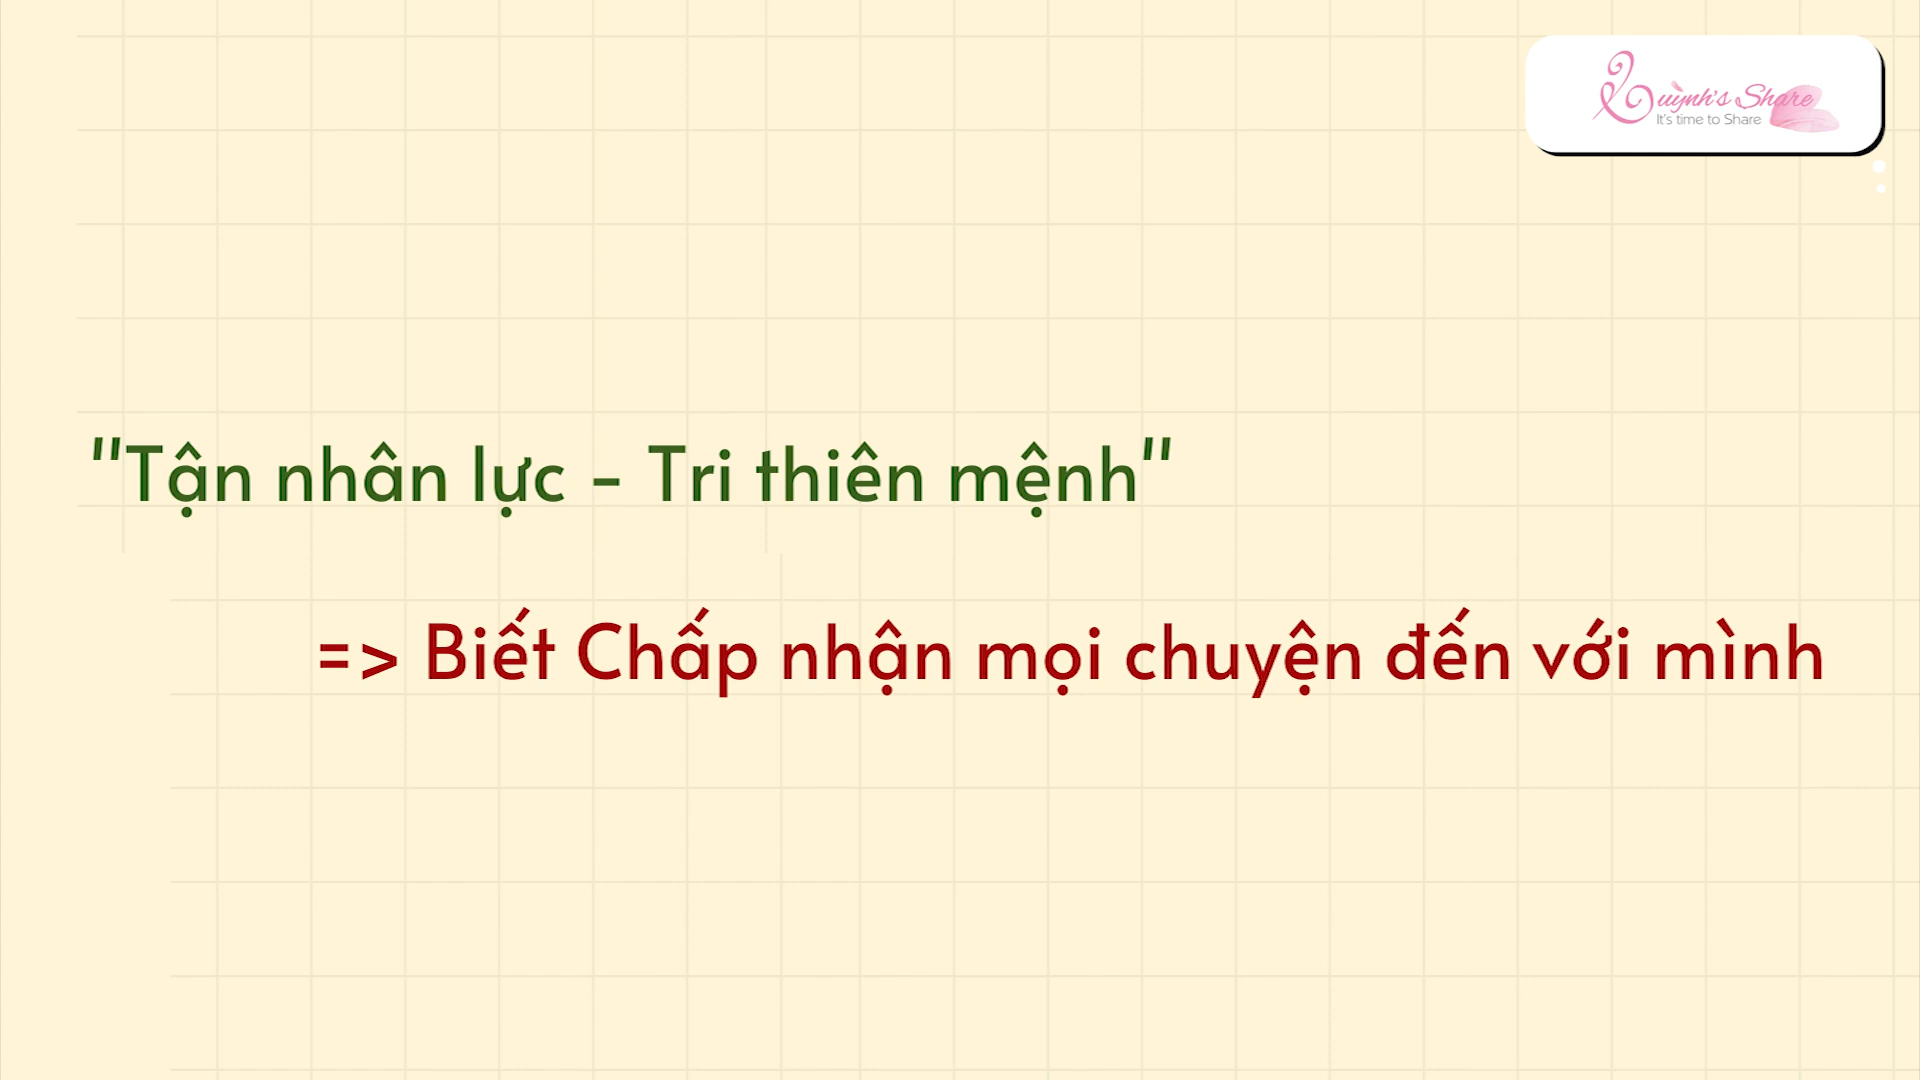 Quỳnh's Share
It's time to Share
"Tận nhân lực - Tri thiên mệnh"
=> Biết Chấp nhận mọi chuyện đến với mình